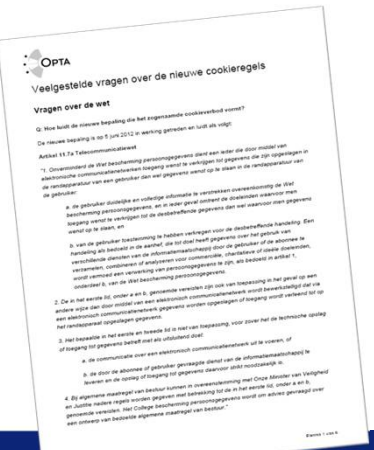 OPTA
Veelgestelde vragen over de nieuwe cookieregels
Vragen over de wet
Q: Hoe luidt de nieuwe bepaling die het zogenaamde cookieverbod vormt?
De nieuwe bepaling is op 5 juni 2012 in werking getreden en luidt als volgt:
Artikel 11.7a Telecommunicatiewet
"1. Onverminderd de Wet bescherming persoonsgegevens dient een ieder die door middel van
elektronische communicatienetwerken toegang wenst te verkrijgen tot gegevens die zijn opgeslagen in
de randapparatuur van een gebruiker dan wel gegevens wenst op te slaan in de randapparatuur van
de gebruiker:
a. de gebruiker duidelijke en volledige informatie te verstrekken overeenkomstig de Wet
bescherming persoonsgegevens, en in ieder geval omtrent de doeleinden waarvoor men
toegang wenst te verkrijgen tot de desbetreffende gegevens dan wel waarvoor men gegevens
wenst op te slaan, en
b. van de gebruiker toestemming te hebben verkregen voor de desbetreffende handeling. Een
handeling als bedoeld in de aanhef, die tot doel heeft gegevens over het gebruik van
verschillende diensten van de informatiemaatschappij door de gebruiker of de abonnee te
verzamelen, combineren of analyseren voor commerciële, charitatieve of ideële doeleinden,
wordt vermoed een verwerking van persoonsgegevens te zijn, als bedoeld in artikel 1,
onderdeel b, van de Wet bescherming persoonsgegevens.
2. De in het eerste lid, onder a en b, genoemde vereisten zijn ook van toepassing in het geval op een
andere wijze dan door middel van een elektronisch communicatienetwerk wordt bewerkstelligd dat via
een elektronisch communicatienetwerk gegevens worden opgeslagen of toegang wordt verleend tot op
het randapparaat opgeslagen gegevens.
3. Het bepaalde in het eerste en tweede lid is niet van toepassing, voor zover het de technische opslag
of toegang tot gegevens betreft met als uitsluitend doel:
a. de communicatie over een elektronisch communicatienetwerk uit te voeren, of
b. de door de abonnee of gebruiker gevraagde dienst van de informatiemaatschappij te
leveren en de opslag of toegang tot gegevens daarvoor strikt noodzakelijk is.
4. Bij algemene maatregel van bestuur kunnen in overeenstemming met Onze Minister van Veiligheid
en Justitie nadere regels worden gegeven met betrekking tot de in het eerste lid, onder a en b,
genoemde vereisten. Het College bescherming persoonsgegevens wordt om advies gevraagd over
een ontwerp van bedoelde algemene maatregel van bestuur."